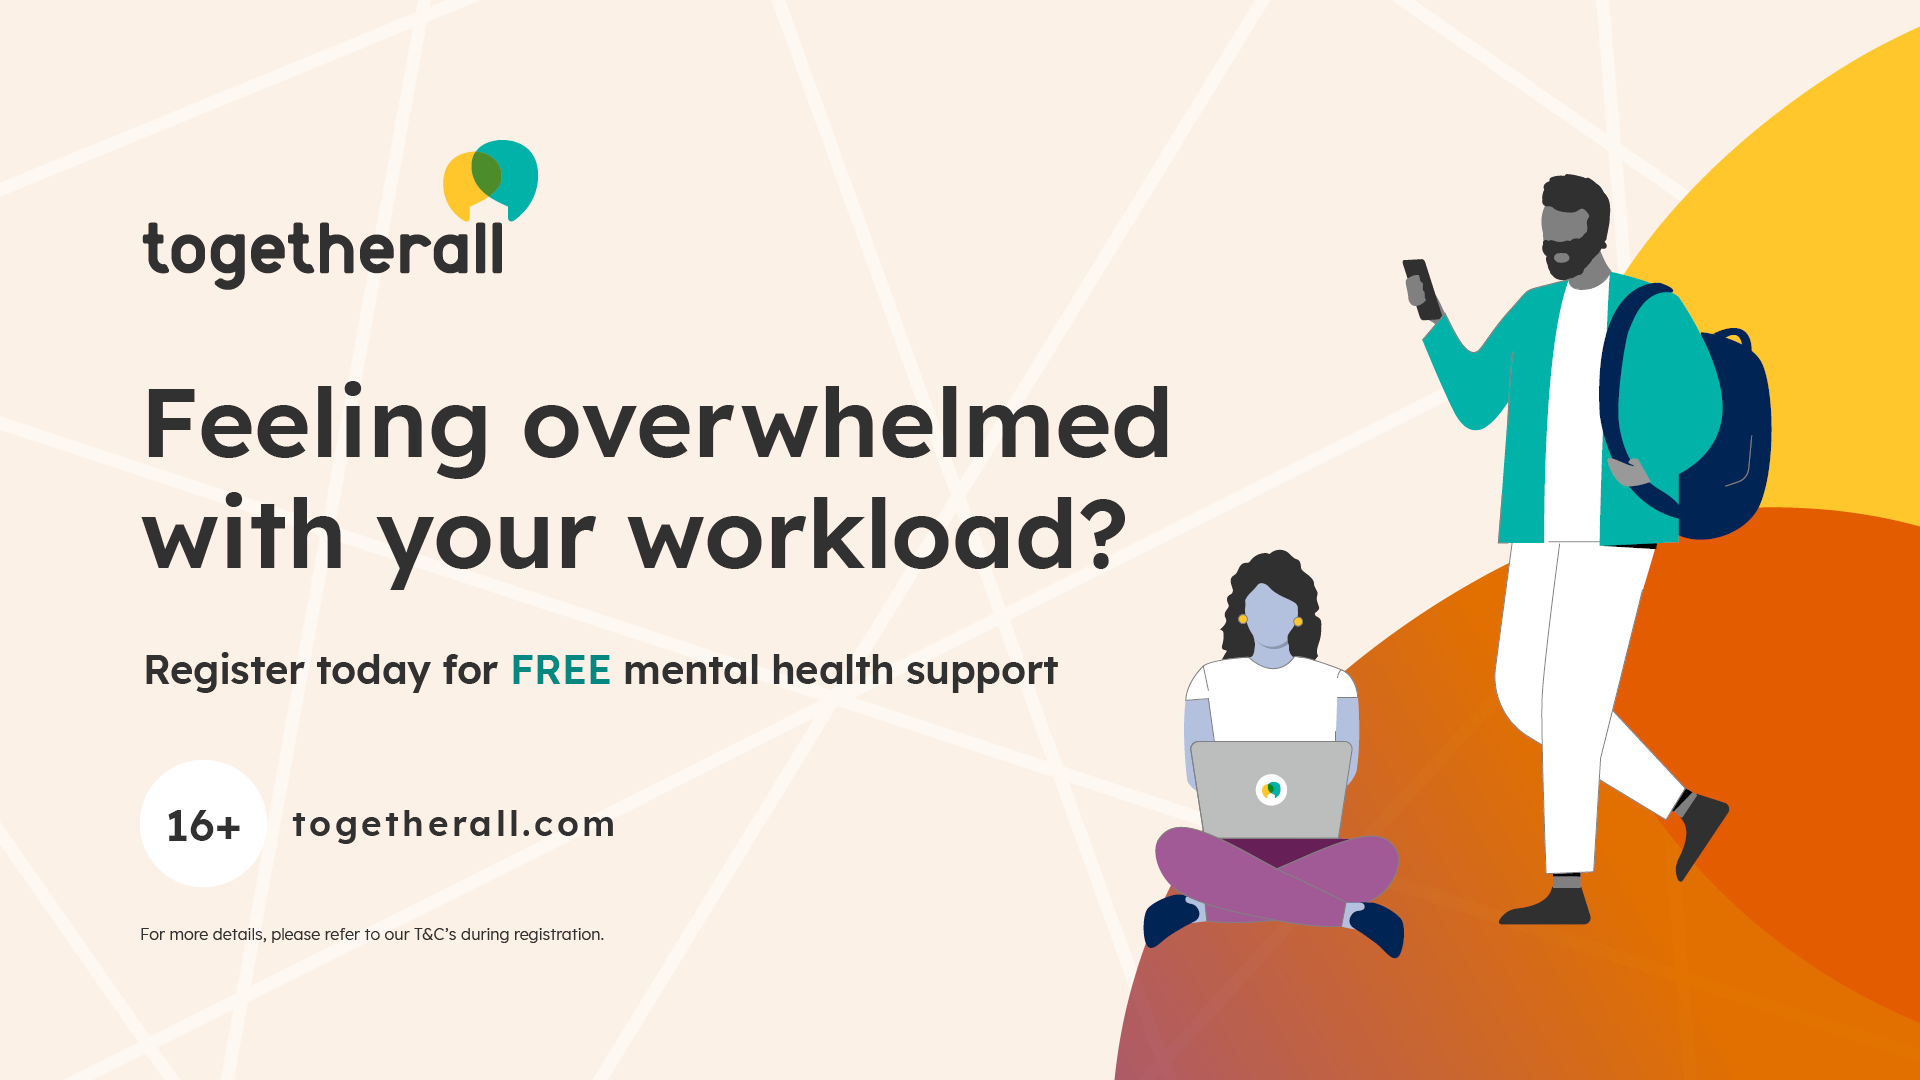 togetherall
Feeling overwhelmed
with your workload?
Register today for FREE mental health support
16+
togetherall.com
For more details, please refer to our T&C's during registration.